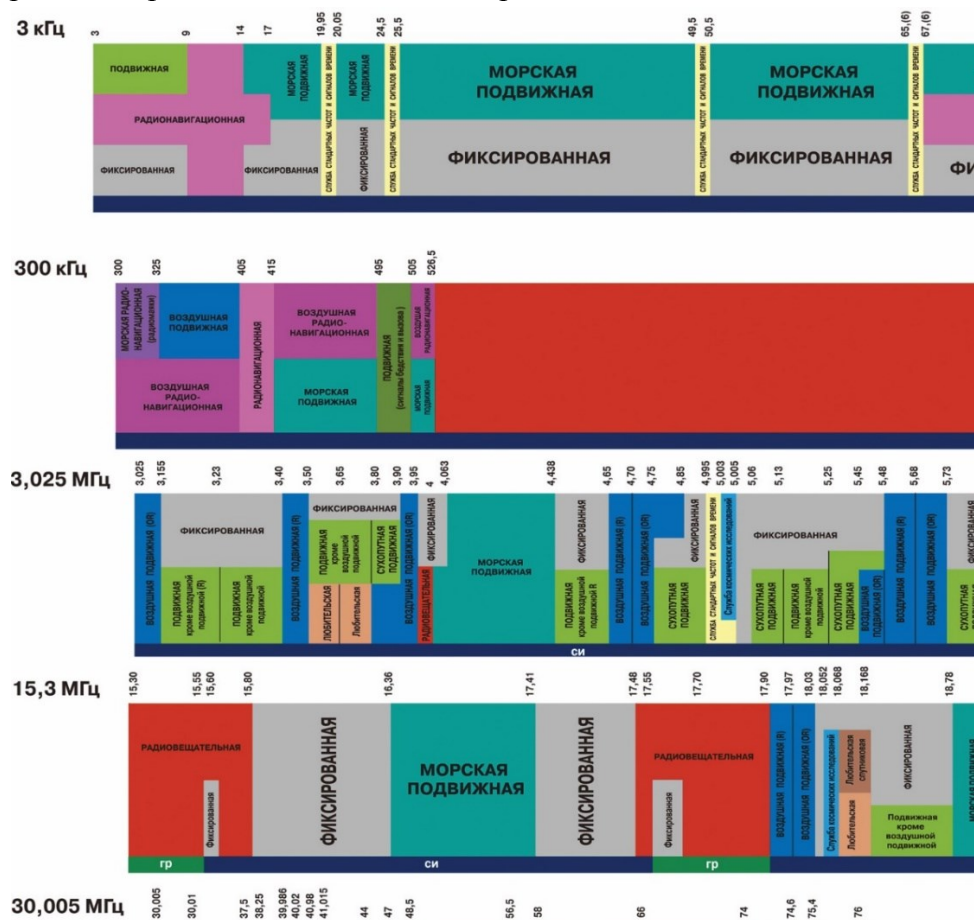 3 кГц
3 9 14 17 19,95 20,05 24,5 25,5 49,5 50,5 65,(6) 67,(6)
ПОДВИЖНАЯ
РАДИОНАВИГАЦИОННАЯ
ФИКСИРОВАННАЯ
МОРСКАЯ
ПОДВИЖНАЯ
ФИКСИРОВАННАЯ
СЛУЖБА СТАНДАРТНЫХ ЧАСТОТ И СИГНАЛОВ ВРЕМЕНИ
МОРСКАЯ
ПОДВИЖНАЯ
ФИКСИРОВАННАЯ
СЛУЖБА СТАНДАРТНЫХ ЧАСТОТ И СИГНАЛОВ ВРЕМЕНИ
МОРСКАЯ
ПОДВИЖНАЯ
ФИКСИРОВАННАЯ
СЛУЖБА СТАНДАРТНЫХ ЧАСТОТ И СИГНАЛОВ ВРЕМЕНИ
МОРСКАЯ
ПОДВИЖНАЯ
ФИКСИРОВАННАЯ
СЛУЖБА СТАНДАРТНЫХ ЧАСТОТ И СИГНАЛОВ ВРЕМЕНИ
ФИ
300 кГц
300 325 405 415 495 505 526,5
МОРСКАЯ РАДИО-
НАВИГАЦИОННАЯ
(радиомаяки)
ВОЗДУШНАЯ
ПОДВИЖНАЯ
ВОЗДУШНАЯ
РАДИО-
НАВИГАЦИОННАЯ
РАДИОНАВИГАЦИОННАЯ
ВОЗДУШНАЯ
РАДИО-
НАВИГАЦИОННАЯ
МОРСКАЯ
ПОДВИЖНАЯ
ПОДВИЖНАЯ
(сигналы бедствия и вызова)
ВОЗДУШНАЯ
РАДИОНАВИГАЦИОННАЯ
МОРСКАЯ
ПОДВИЖНАЯ
3,025 МГц
3,025 3,155 3,23 3,40 3,50 3,65 3,80 3,90 3,95 4 4,063 4,438 4,65 4,70 4,75 4,85 4,995 5,003 5,005 5,06 5,13 5,25 5,45 5,48 5,68 5,73
ВОЗДУШНАЯ ПОДВИЖНАЯ (OR)
ФИКСИРОВАННАЯ
ПОДВИЖНАЯ
кроме воздушной
подвижной (R)
ПОДВИЖНАЯ
кроме воздушной
подвижной
ВОЗДУШНАЯ ПОДВИЖНАЯ (R)
ФИКСИРОВАННАЯ
ПОДВИЖНАЯ
кроме воздушной
подвижной
СУХОПУТНАЯ
ПОДВИЖНАЯ
ЛЮБИТЕЛЬСКАЯ
Любительская
ВОЗДУШНАЯ ПОДВИЖНАЯ (OR)
ФИКСИРОВАННАЯ
РАДИОВЕЩАТЕЛЬНАЯ
МОРСКАЯ
ПОДВИЖНАЯ
ФИКСИРОВАННАЯ
ПОДВИЖНАЯ
кроме воздушной
подвижной R
ВОЗДУШНАЯ ПОДВИЖНАЯ (R)
ВОЗДУШНАЯ ПОДВИЖНАЯ (OR)
ФИКСИРОВАННАЯ
СУХОПУТНАЯ
ПОДВИЖНАЯ
СЛУЖБА СТАНДАРТНЫХ ЧАСТОТ И СИГНАЛОВ ВРЕМЕНИ
Служба космических исследований
ФИКСИРОВАННАЯ
СУХОПУТНАЯ
ПОДВИЖНАЯ
ПОДВИЖНАЯ
кроме воздушной
подвижной
СУХОПУТНАЯ
ПОДВИЖНАЯ
ВОЗДУШНАЯ
ПОДВИЖНАЯ (OR)
ВОЗДУШНАЯ ПОДВИЖНАЯ (R)
ВОЗДУШНАЯ ПОДВИЖНАЯ (OR)
ФИКСИРОВАННАЯ
СУХОПУТНАЯ
си
15,3 МГц
15,30 15,55 15,60 15,80 16,36 17,41 17,48 17,55 17,70 17,90 17,97 18,03 18,052 18,068 18,168 18,78
РАДИОВЕЩАТЕЛЬНАЯ
Фиксированная
ФИКСИРОВАННАЯ
МОРСКАЯ
ПОДВИЖНАЯ
ФИКСИРОВАННАЯ
РАДИОВЕЩАТЕЛЬНАЯ
Фиксированная
ВОЗДУШНАЯ ПОДВИЖНАЯ (R)
ВОЗДУШНАЯ ПОДВИЖНАЯ (OR)
Служба космических исследований
Любительская
спутниковая
Любительская
ФИКСИРОВАННАЯ
Подвижная
кроме
воздушной
подвижной
гр си гр
30,005 МГц
30,005 30,01 37,5 38,25 39,986 40,02 40,98 41,015 44 47 48,5 56,5 58 66 74 74,6 75,4 76